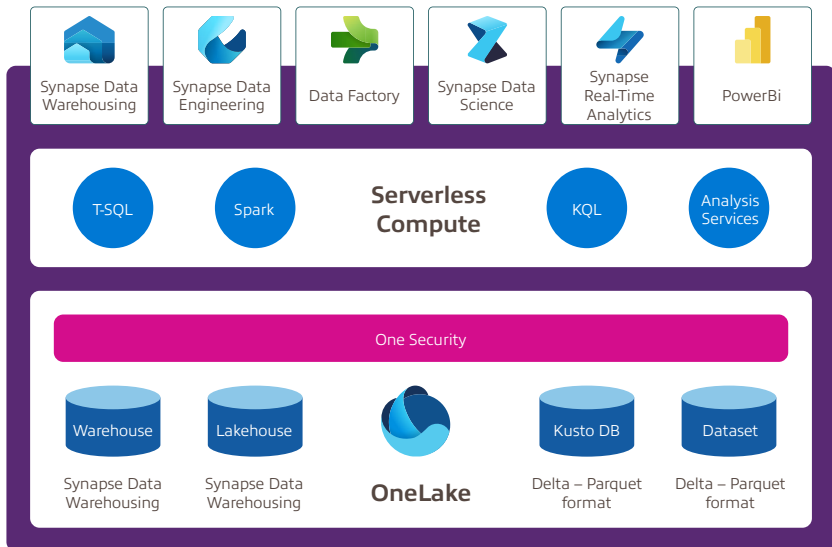 Synapse Data
Warehousing
Synapse Data
Engineering
Data Factory
Synapse Data
Science
Synapse
Real-Time
Analytics
PowerBi
T-SQL
Spark
Serverless
Compute
KQL
Analysis
Services
One Security
Warehouse
Lakehouse
Kusto DB
Dataset
Synapse Data
Warehousing
Synapse Data
Warehousing
OneLake
Delta – Parquet
format
Delta – Parquet
format